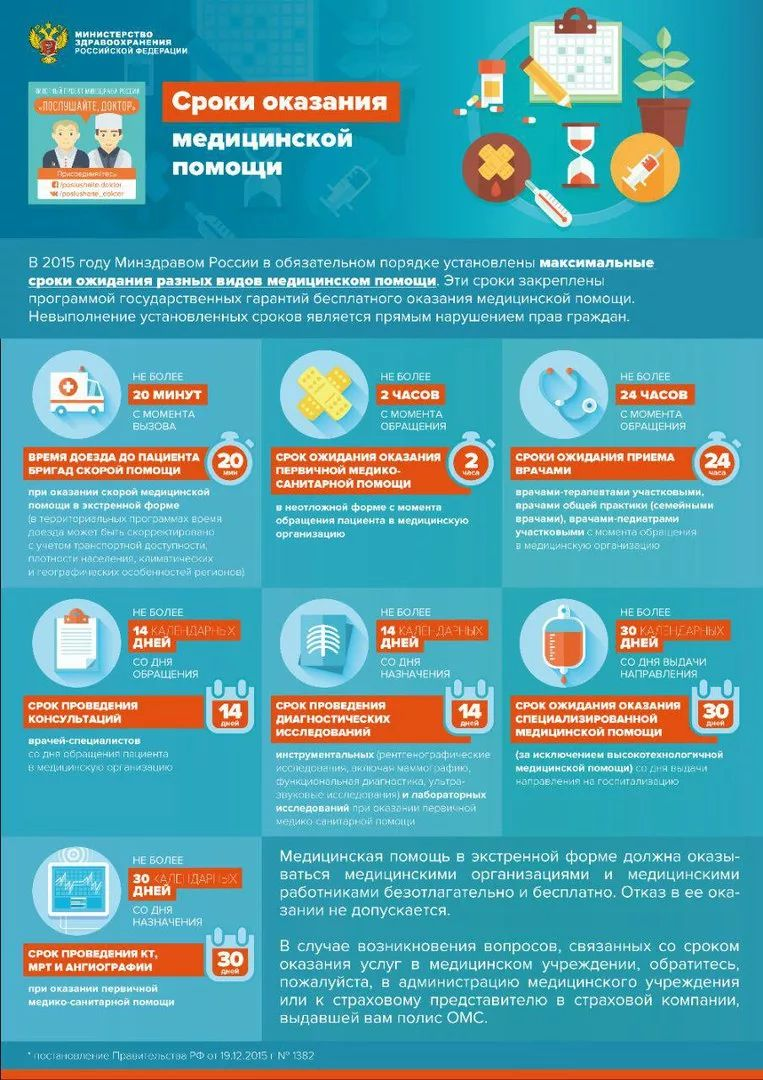 МИНИСТЕРСТВО
ЗДРАВООХРАНЕНИЯ
РОССИЙСКОЙ ФЕДЕРАЦИИ
ПРОЕКТ МИНЗДРАВА РОССИИ
«ПОСЛУШАЙТЕ, ДОКТОР»
Присоединяйтесь
/poslushaite.doktor
/poslushaite_doktor
Сроки оказания
медицинской
помощи
В 2015 году Минздравом России в обязательном порядке установлены максимальные
сроки ожидания разных видов медицинском помощи. Эти сроки закреплены
программой государственных гарантий бесплатного оказания медицинской помощи.
Невыполнение установленных сроков является прямым нарушением прав граждан.
НЕ БОЛЕЕ
20 МИНУТ
С МОМЕНТА
ВЫЗОВА
ВРЕМЯ ДОЕЗДА ДО ПАЦИЕНТА
БРИГАД СКОРОЙ ПОМОЩИ
20
мин
при оказании скорой медицинской
помощи в экстренной форме
(в территориальных программах время
доезда может быть скорректировано
с учетом транспортной доступности,
плотности населения, климатических
и географических особенностей регионов)
НЕ БОЛЕЕ
2 ЧАСОВ
С МОМЕНТА
ОБРАЩЕНИЯ
СРОК ОЖИДАНИЯ ОКАЗАНИЯ
ПЕРВИЧНОЙ МЕДИКО-
САНИТАРНОЙ ПОМОЩИ
2
часа
в неотложной форме с момента
обращения пациента в медицинскую
организацию
НЕ БОЛЕЕ
24 ЧАСОВ
С МОМЕНТА
ОБРАЩЕНИЯ
СРОКИ ОЖИДАНИЯ ПРИЕМА
ВРАЧАМИ
24
часа
врачами-терапевтами участковыми,
врачами общей практики (семейными
врачами), врачами-педиатрами
участковыми с момента обращения
в медицинскую организацию
НЕ БОЛЕЕ
14 КАЛЕНДАРНЫХ
ДНЕЙ
СО ДНЯ
ОБРАЩЕНИЯ
СРОК ПРОВЕДЕНИЯ
КОНСУЛЬТАЦИЙ
14
дней
врачей-специалистов
со дня обращения пациента
в медицинскую организацию
НЕ БОЛЕЕ
14 КАЛЕНДАРНЫХ
ДНЕЙ
СО ДНЯ
НАЗНАЧЕНИЯ
СРОК ПРОВЕДЕНИЯ
ДИАГНОСТИЧЕСКИХ
ИССЛЕДОВАНИЙ
14
дней
инструментальных (рентгенографические
исследования, включая маммографию,
функциональная диагностика, ультра-
звуковые исследования) и лабораторных
исследований при оказании первичной
медико-санитарной помощи
НЕ БОЛЕЕ
30 КАЛЕНДАРНЫХ
ДНЕЙ
СО ДНЯ ВЫДАЧИ
НАПРАВЛЕНИЯ
СРОК ОЖИДАНИЯ ОКАЗАНИЯ
СПЕЦИАЛИЗИРОВАННОЙ
МЕДИЦИНСКОЙ ПОМОЩИ
30
дней
(за исключением высокотехнологичной
медицинской помощи) со дня выдачи
направления на госпитализацию
НЕ БОЛЕЕ
30 КАЛЕНДАРНЫХ
ДНЕЙ
СО ДНЯ
НАЗНАЧЕНИЯ
СРОК ПРОВЕДЕНИЯ КТ,
МРТ И АНГИОГРАФИИ
30
дней
при оказании первичной
медико-санитарной помощи
Медицинская помощь в экстренной форме должна оказы-
ваться медицинскими организациями и медицинскими
работниками безотлагательно и бесплатно. Отказ в ее ока-
зании не допускается.
В случае возникновения вопросов, связанных со сроком
оказания услуг в медицинском учреждении, обратитесь,
пожалуйста, в администрацию медицинского учреждения
или к страховому представителю в страховой компании,
выдавшей вам полис ОМС.
* постановление Правительства РФ от 19.12.2015 г № 1382